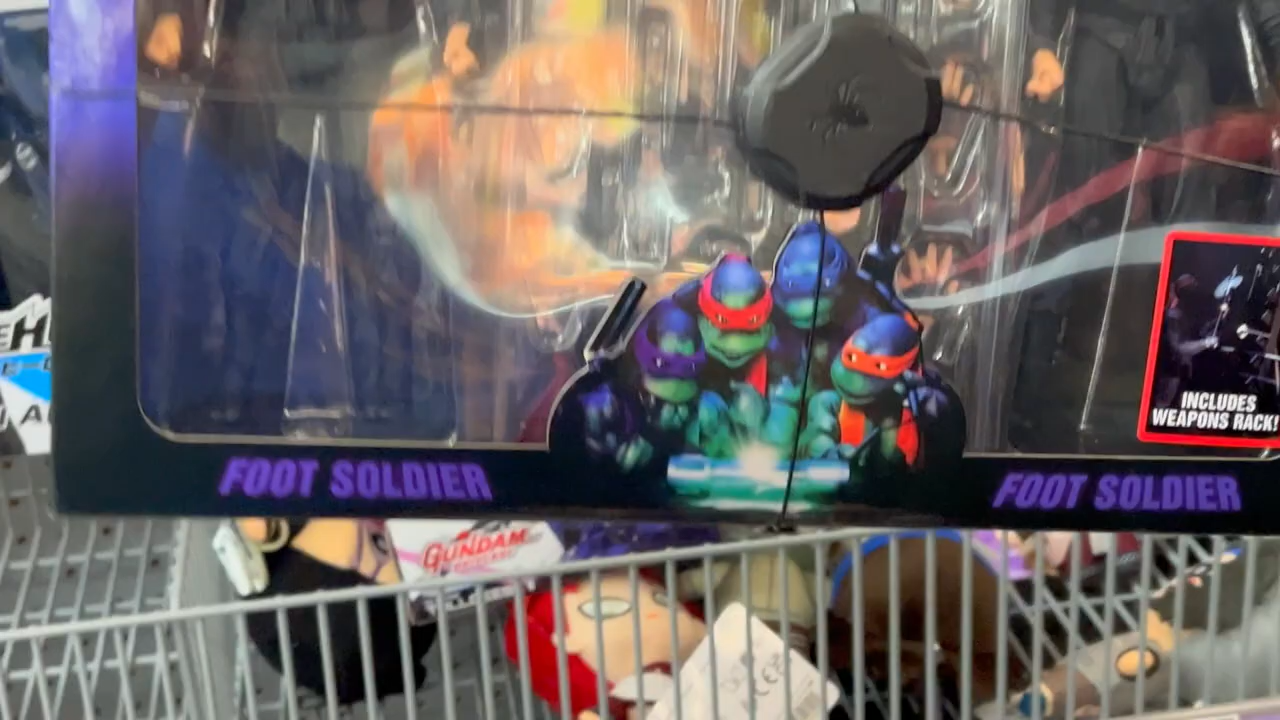 FOOT SOLDIER
FOOT SOLDIER
INCLUDES
WEAPONS RACK!
GUNDAM